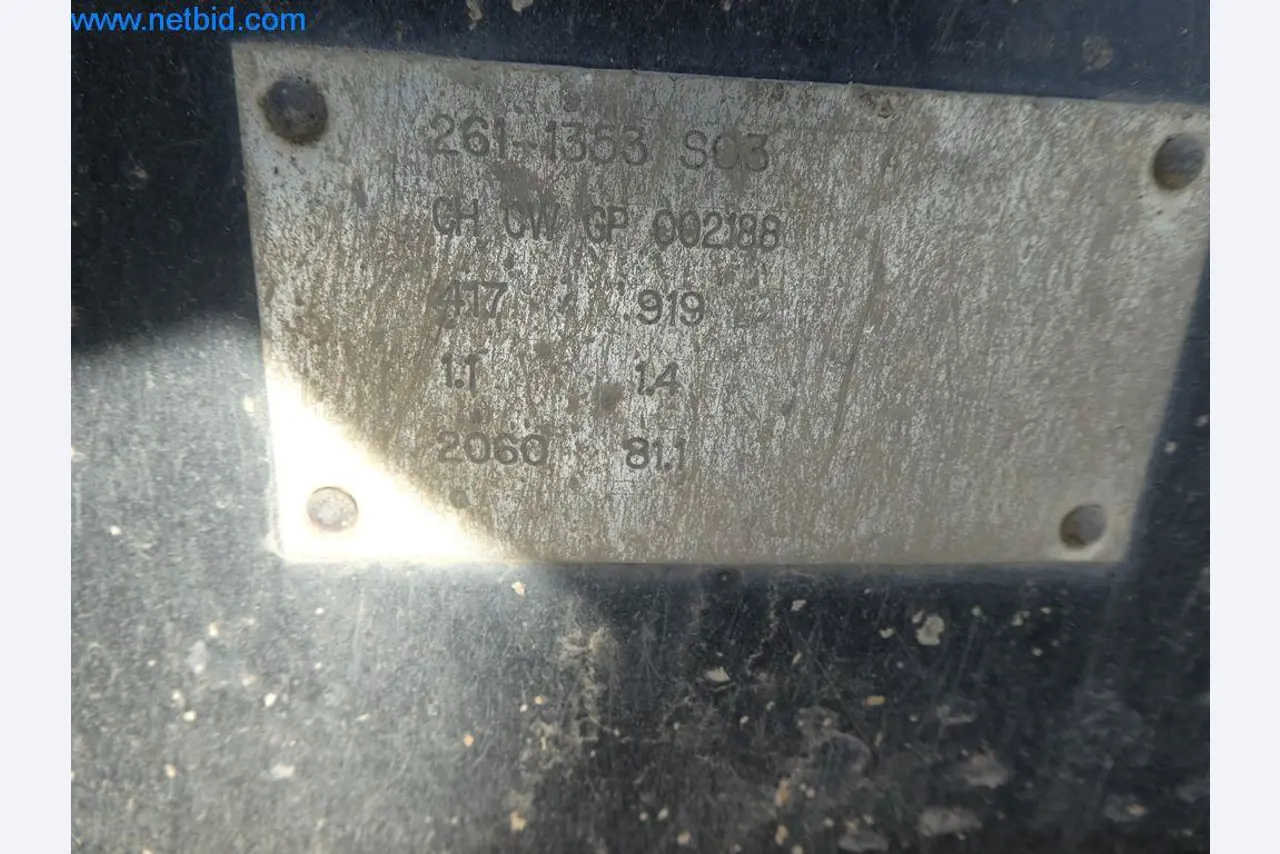 www.netbid.com
261-1353 S03
CH CW GP 002188
417 919
1.1 1.4
2060 81.1